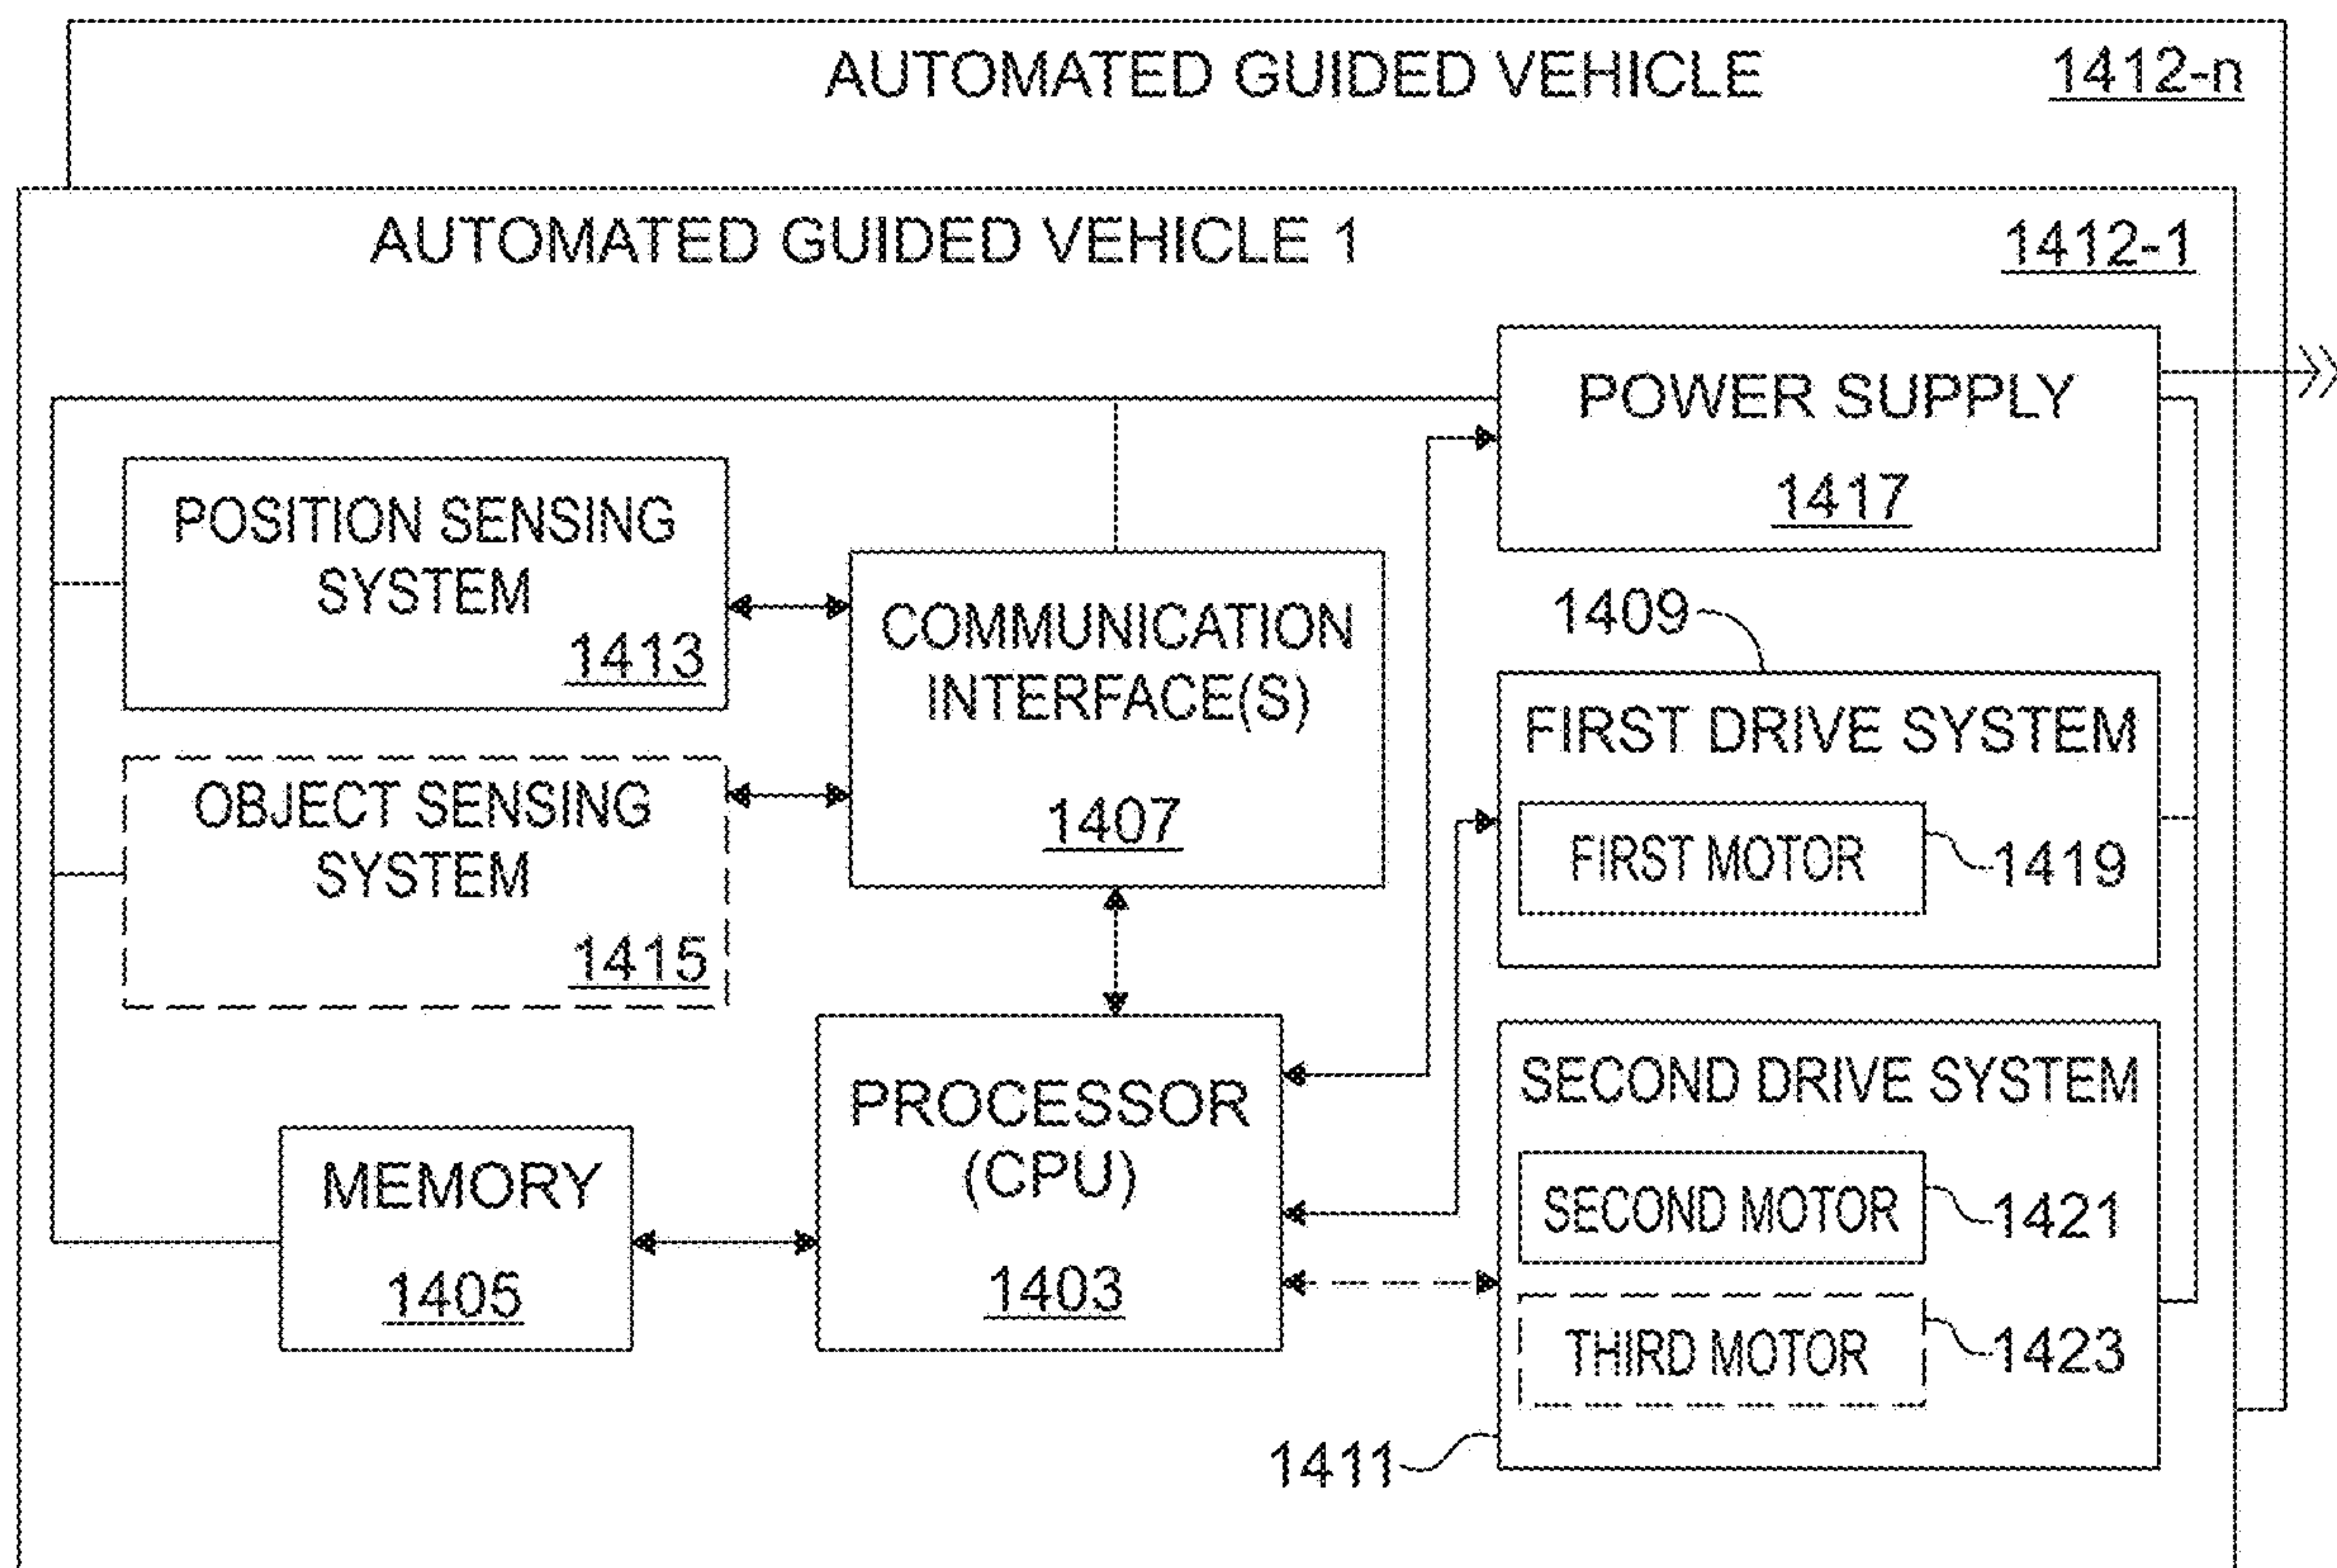 AUTOMATED GUIDED VEHICLE
1412-n
AUTOMATED GUIDED VEHICLE 1
1412-1
POWER SUPPLY
1417
POSITION SENSING
SYSTEM
1413
COMMUNICATION
INTERFACE(S)
1407
1409
FIRST DRIVE SYSTEM
FIRST MOTOR
1419
OBJECT SENSING
SYSTEM
1415
PROCESSOR
(CPU)
1403
SECOND DRIVE SYSTEM
SECOND MOTOR
1421
THIRD MOTOR
1423
1411
MEMORY
1405